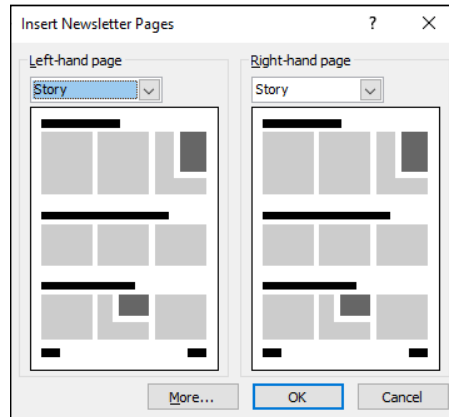 Insert Newsletter Pages ?
Left-hand page
Right-hand page
Story
Story
More...
OK
Cancel